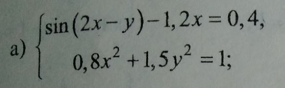 a) { sin(2x−y)−1,2x = 0,4,
0,8x² + 1,5y² = 1;